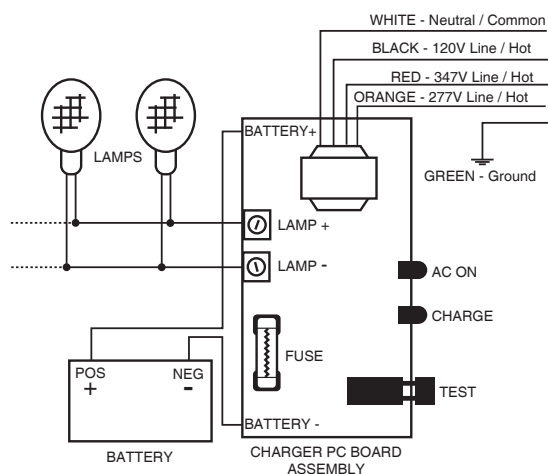 WHITE - Neutral / Common
BLACK - 120V Line / Hot
RED - 347V Line / Hot
ORANGE - 277V Line / Hot
BATTERY+
LAMPS
GREEN - Ground
LAMP +
LAMP -
AC ON
CHARGE
FUSE
POS
+
NEG
-
TEST
BATTERY -
BATTERY
CHARGER PC BOARD
ASSEMBLY